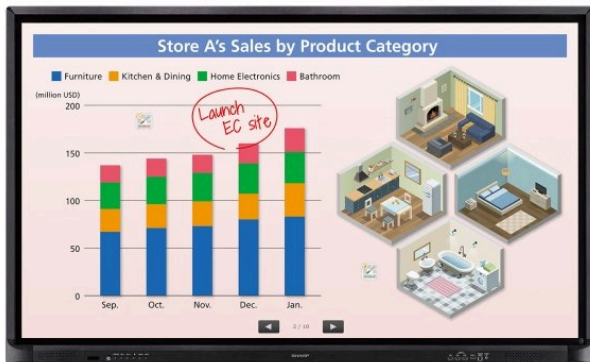 Store A's Sales by Product Category
Furniture Kitchen & Dining Home Electronics Bathroom
(million USD)
200
Launch
EC site
150
100
50
0
Sep. Oct. Nov. Dec. Jan.
2 / 10
SHARP